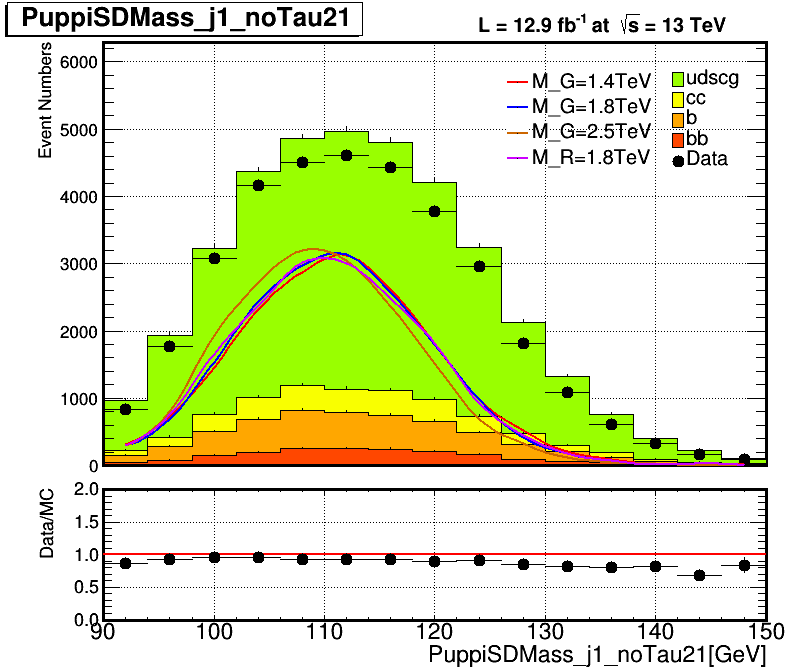 PuppiSDMass_j1_noTau21
L = 12.9 fb-1 at √s = 13 TeV
Event Numbers
6000
5000
4000
3000
2000
1000
0
M_G=1.4TeV
M_G=1.8TeV
M_G=2.5TeV
M_R=1.8TeV
udscg
cc
b
bb
Data
Data/MC
2.0
1.5
1.0
0.5
0.0
90 100 110 120 130 140 150
PuppiSDMass_j1_noTau21[GeV]